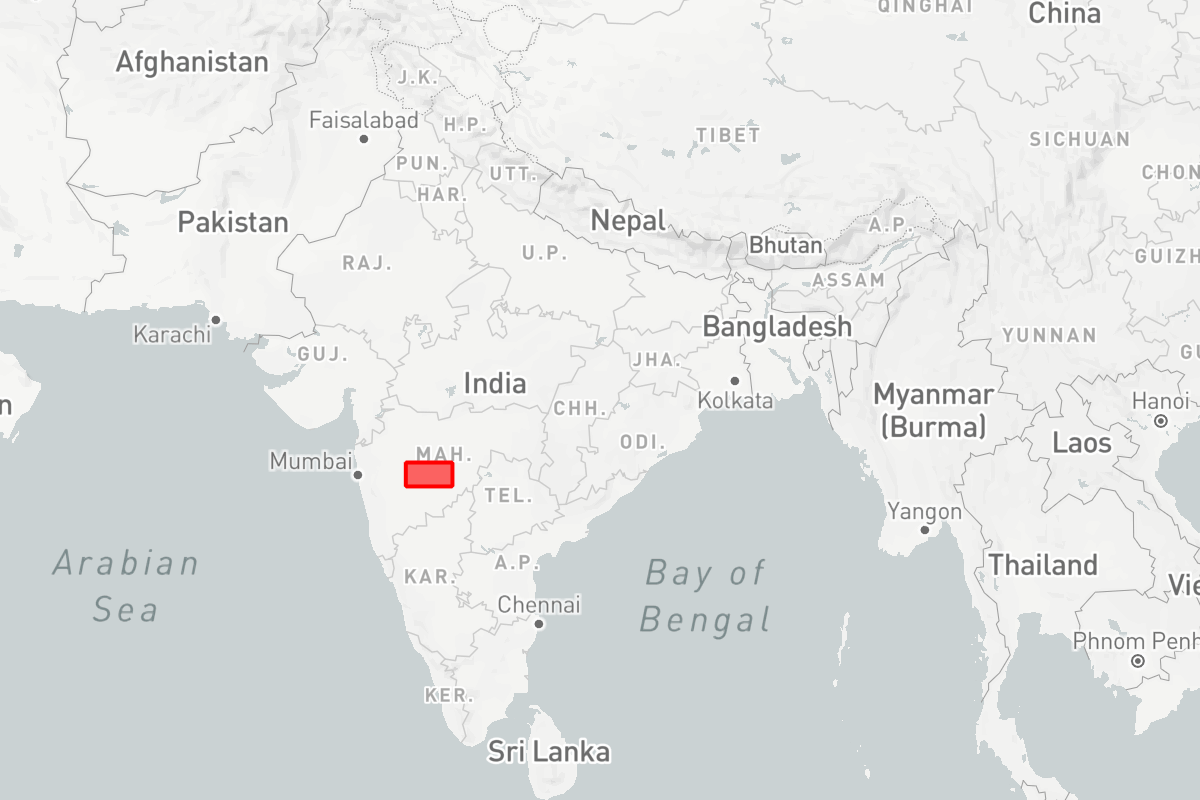 QINGHAI
China
Afghanistan
J.K.
Faisalabad
H.P.
TIBET
SICHUAN
PUN.
UTT.
CHON
HAR.
Pakistan
Nepal
A.P.
Bhutan
U.P.
RAJ.
ASSAM
GUIZH
Karachi
Bangladesh
YUNNAN
GU
GUJ.
JHA.
India
n
Kolkata
Myanmar
(Burma)
Hanoi
CHH.
ODI.
Laos
MAH.
Mumbai
TEL.
Yangon
Arabian
Sea
A.P.
Bay of
Bengal
Thailand
KAR.
Vie
Chennai
Phnom Penh
KER.
Sri Lanka